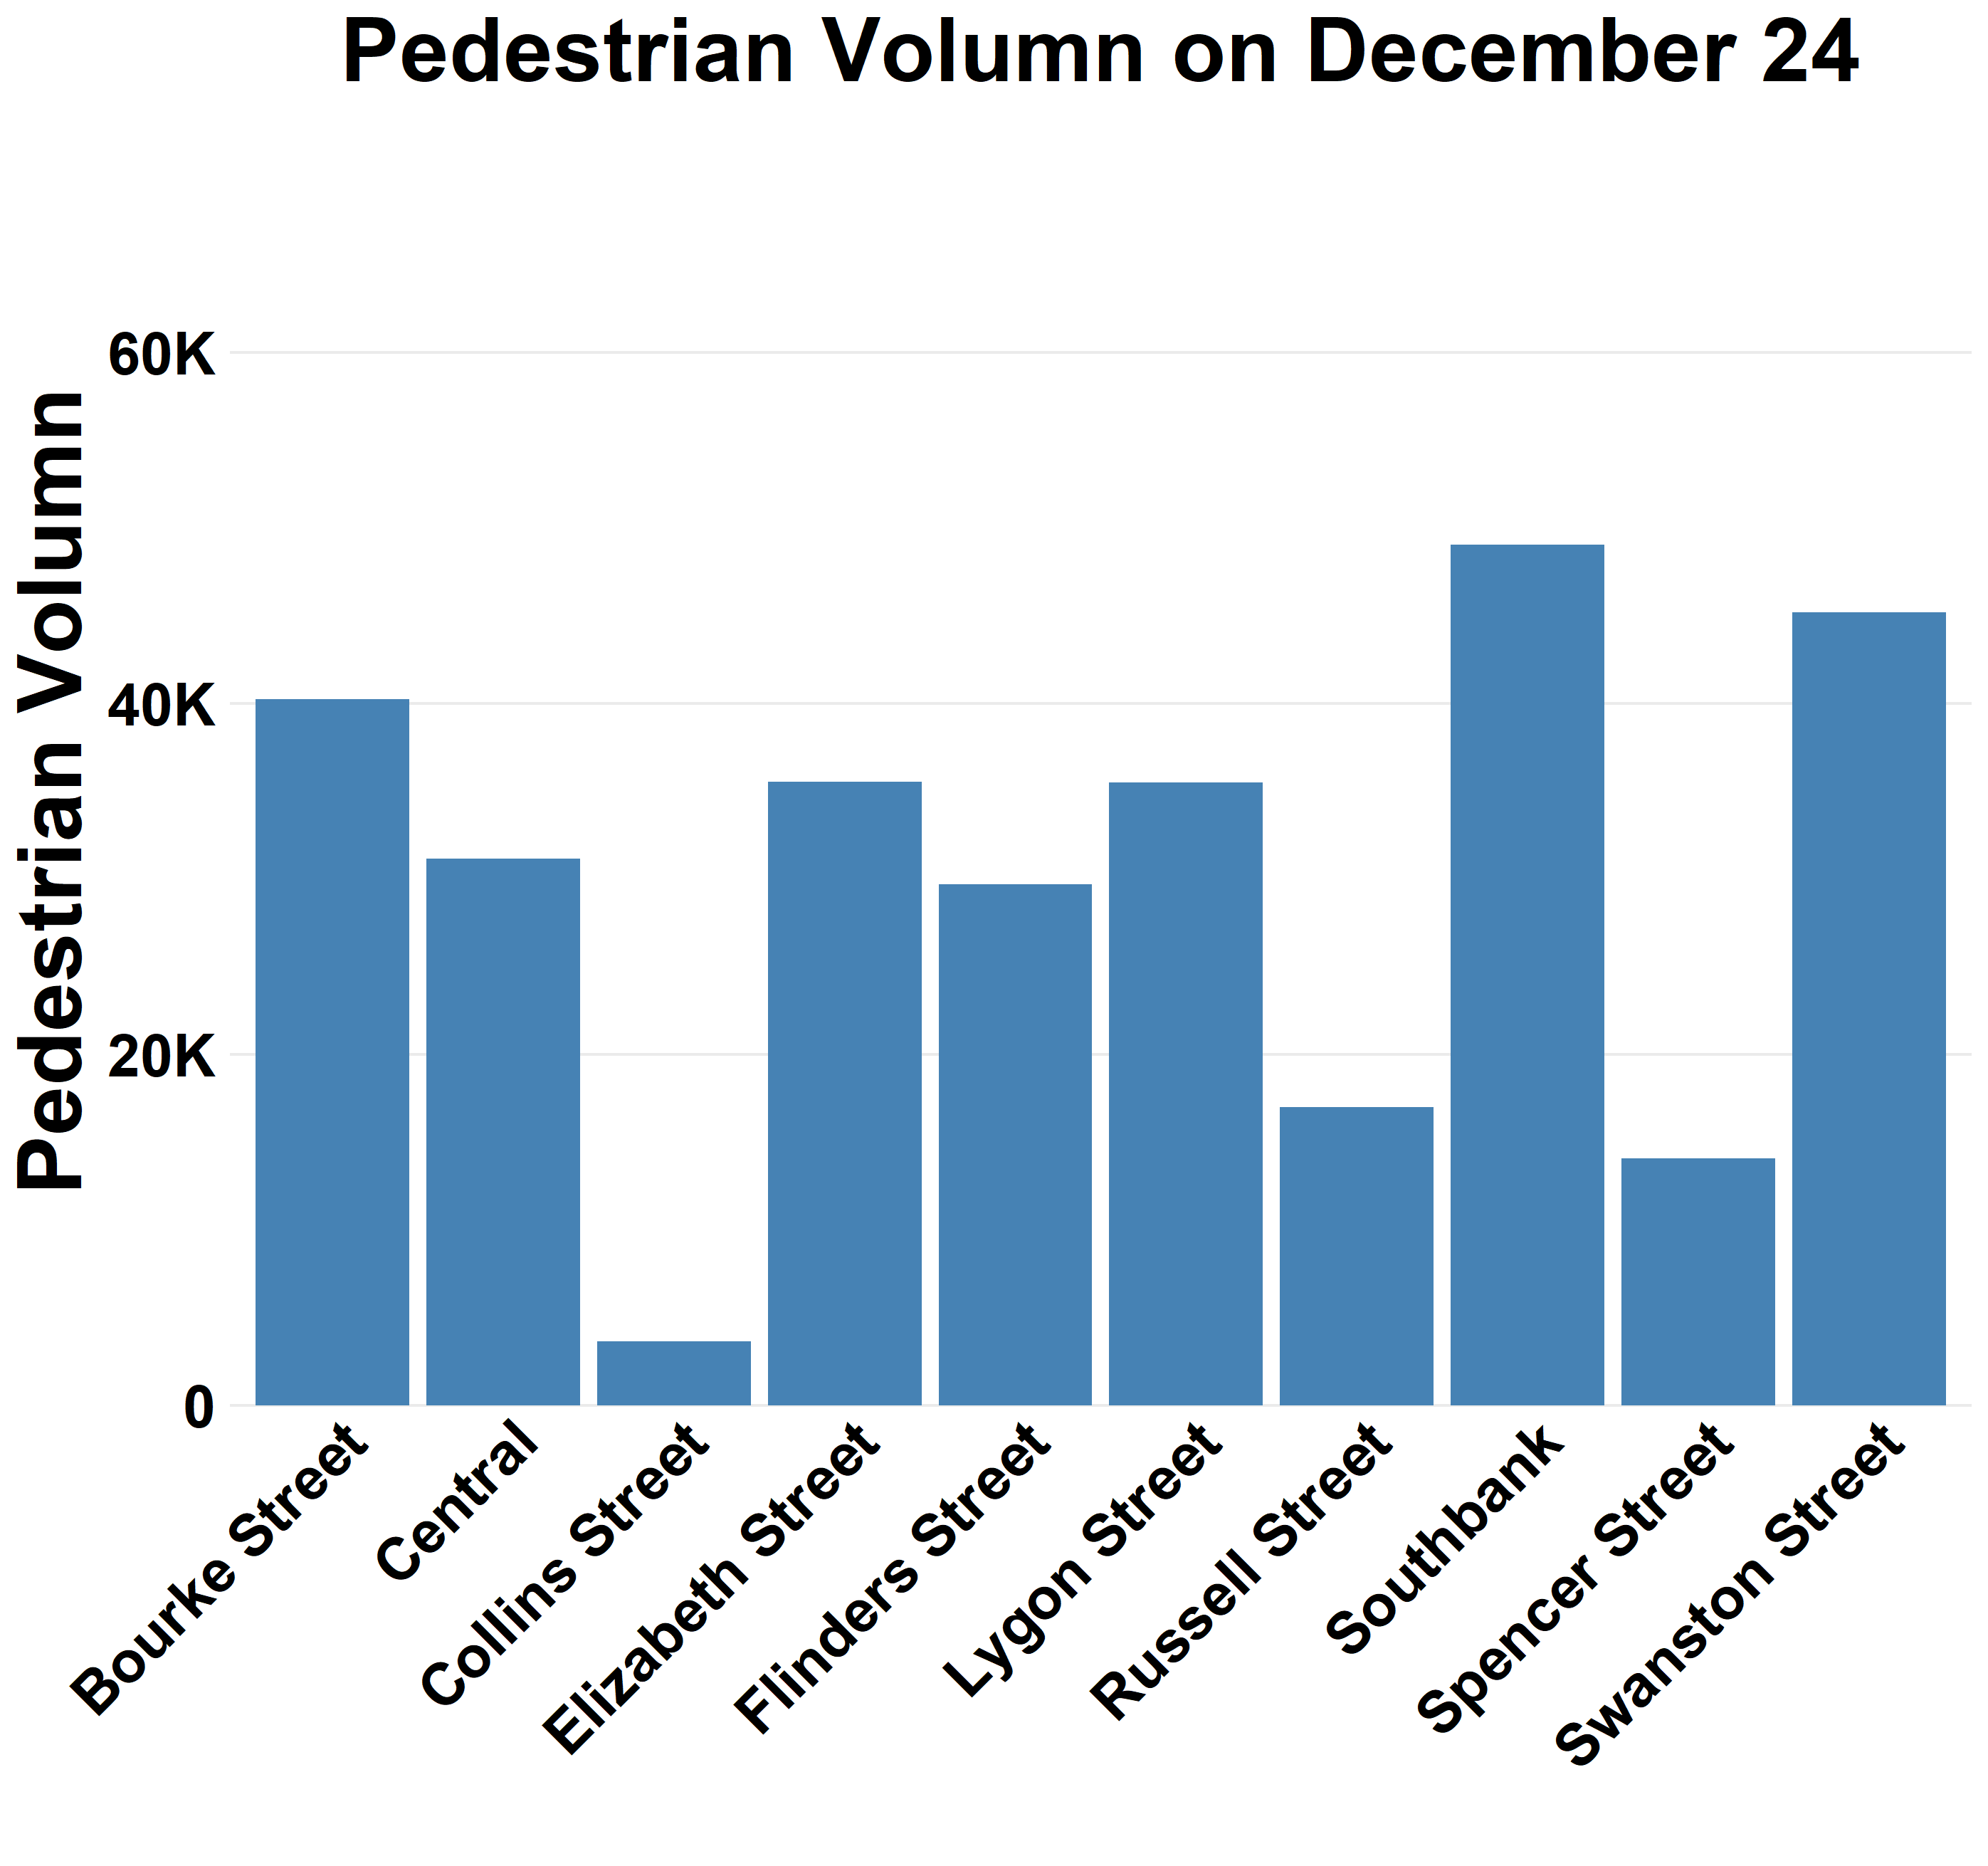 Pedestrian Volumn on December 24
Pedestrian Volumn
60K
40K
20K
0
Bourke Street
Central
Collins Street
Elizabeth Street
Flinders Street
Lygon Street
Russell Street
Southbank
Spencer Street
Swanston Street